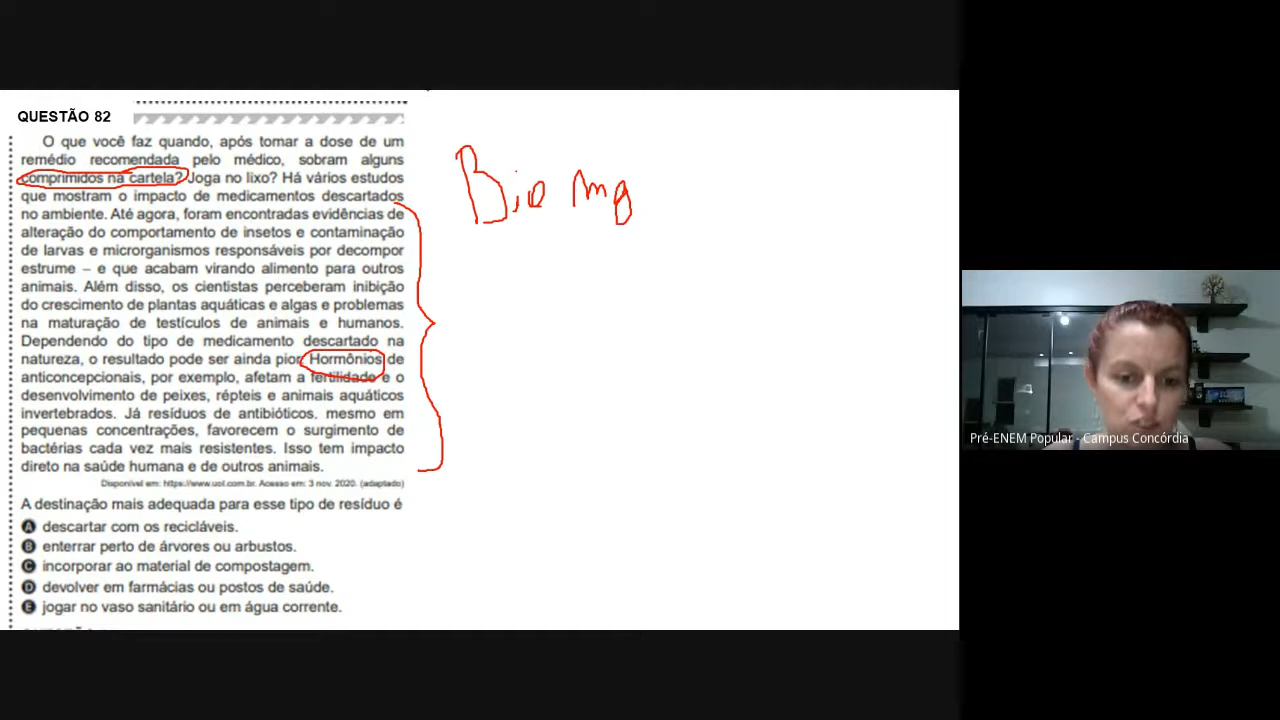 QUESTÃO 82
O que você faz quando, após tomar a dose de um
remédio recomendada pelo médico, sobram alguns
comprimidos na cartela? Joga no lixo? Há vários estudos
que mostram o impacto de medicamentos descartados
no ambiente. Até agora, foram encontradas evidências de
alteração do comportamento de insetos e contaminação
de larvas e microrganismos responsáveis por decompor
estrume – e que acabam virando alimento para outros
animais. Além disso, os cientistas perceberam inibição
do crescimento de plantas aquáticas e algas e problemas
na maturação de testículos de animais e humanos.
Dependendo do tipo de medicamento descartado na
natureza, o resultado pode ser ainda pior. Hormônios de
anticoncepcionais, por exemplo, afetam a fertilidade e o
desenvolvimento de peixes, répteis e animais aquáticos
invertebrados. Já resíduos de antibióticos, mesmo em
pequenas concentrações, favorecem o surgimento de
bactérias cada vez mais resistentes. Isso tem impacto
direto na saúde humana e de outros animais.
Disponível em: https://www.uol.com.br. Acesso em: 3 nov. 2020. (adaptado)
A destinação mais adequada para esse tipo de resíduo é
A descartar com os recicláveis.
B enterrar perto de árvores ou arbustos.
C incorporar ao material de compostagem.
D devolver em farmácias ou postos de saúde.
E jogar no vaso sanitário ou em água corrente.
Bio mg
Pré-ENEM Popular - Campus Concórdia